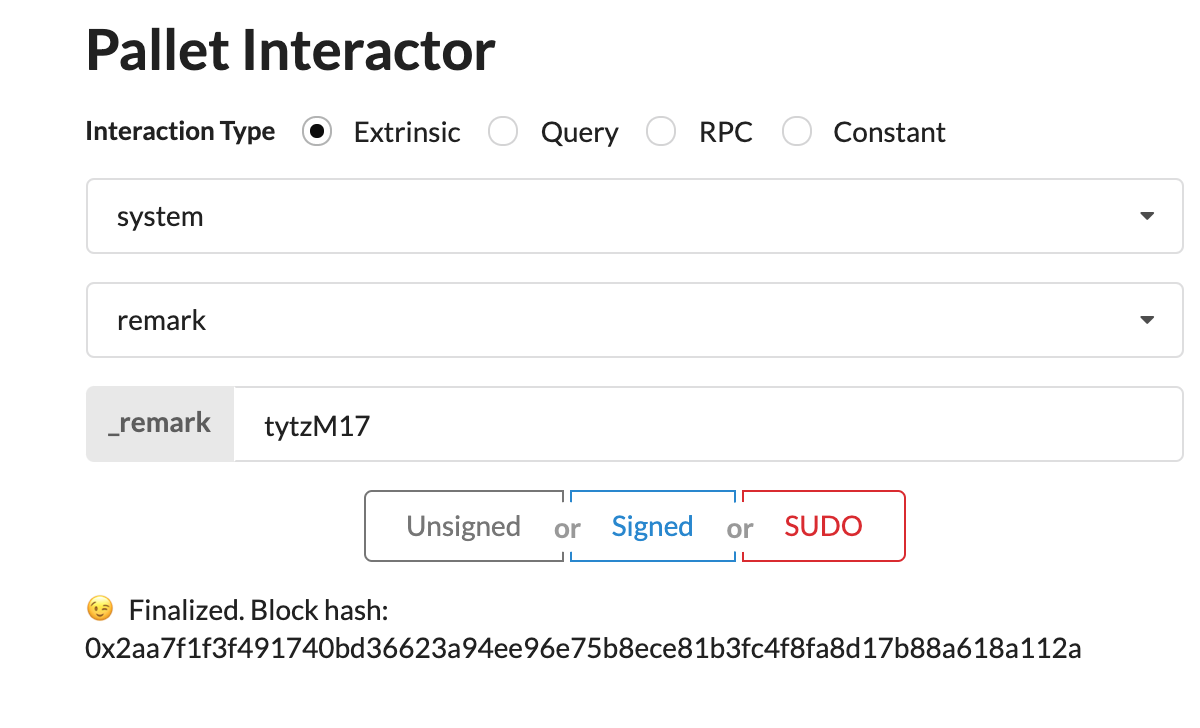 Pallet Interactor
Interaction Type Extrinsic Query RPC Constant
system
remark
_remark tytzM17
Unsigned or Signed or SUDO
😉 Finalized. Block hash:
0x2aa7f1f3f491740bd36623a94ee96e75b8ece81b3fc4f8fa8d17b88a618a112a